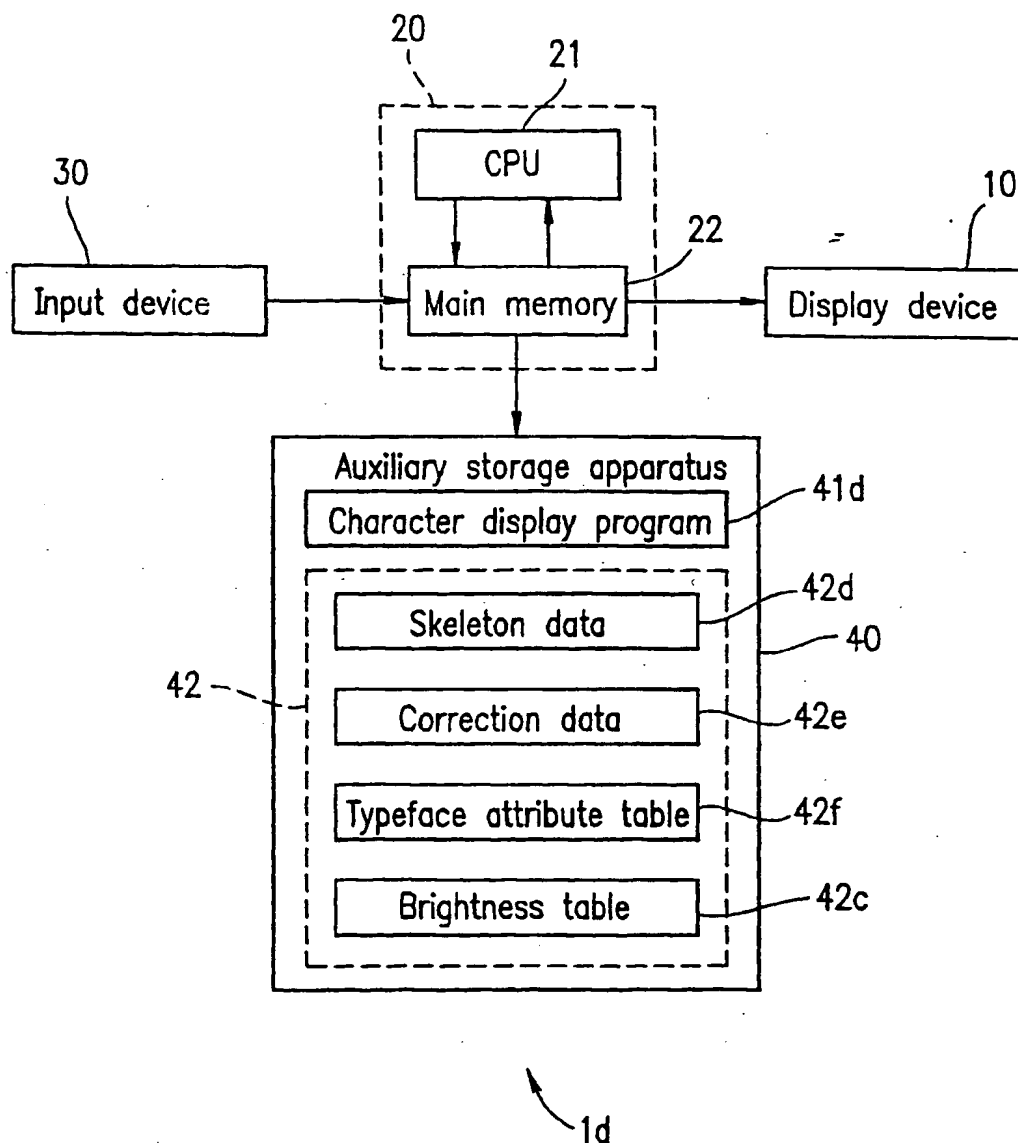 20
21
CPU
30
10
22
Input device
Main memory
Display device
Auxiliary storage apparatus
41d
Character display program
42d
Skeleton data
40
42
Correction data
42e
Typeface attribute table
42f
Brightness table
42c
1d